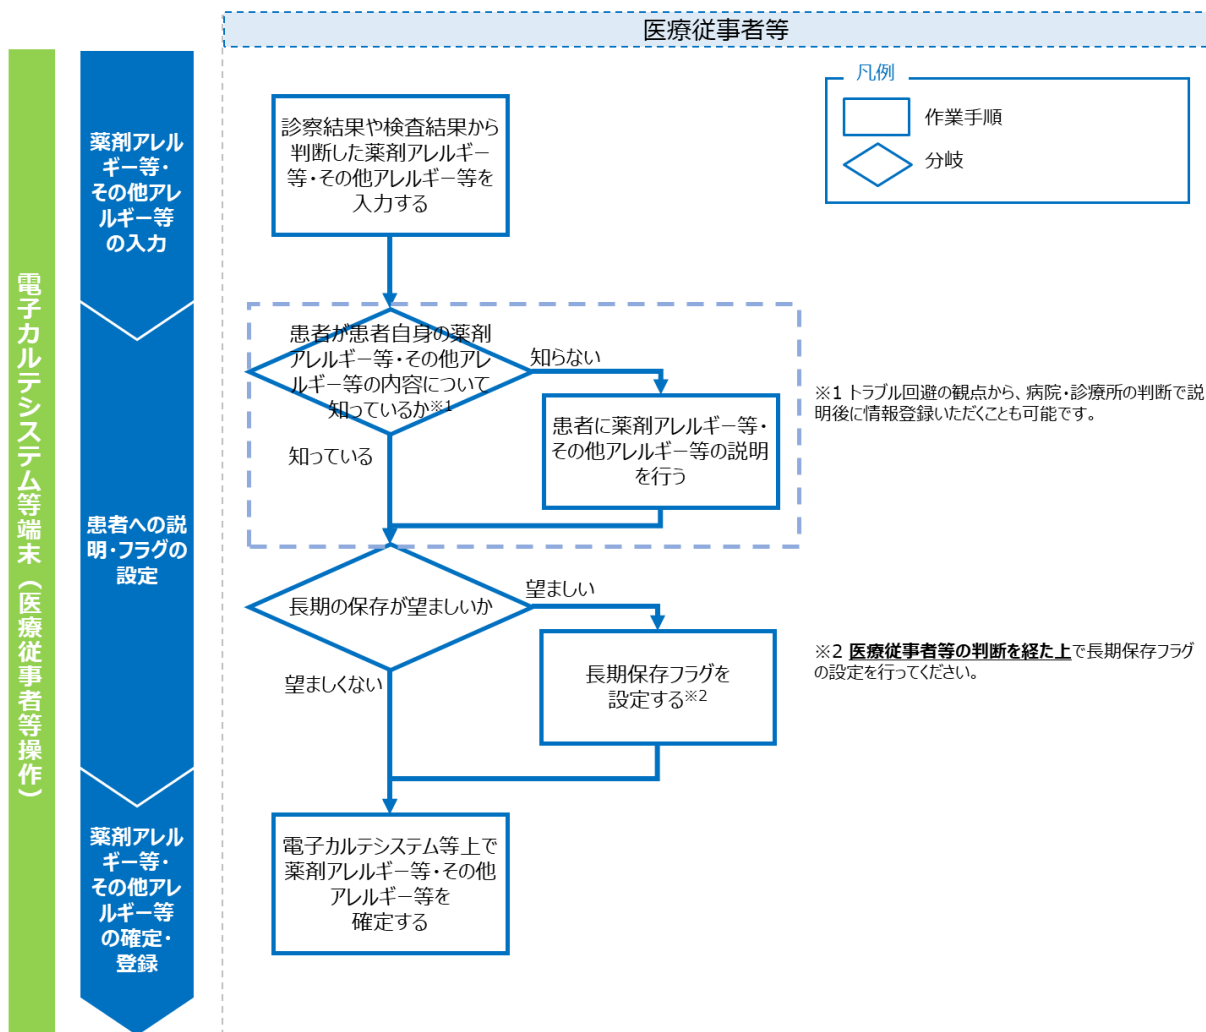 医療従事者等
電子カルテシステム等端末（医療従事者等操作）
薬剤アレル
ギー等・
その他アレ
ルギー等
の入力
凡例
作業手順
分岐
診察結果や検査結果から
判断した薬剤アレルギー
等・その他アレルギー等を
入力する
患者への説
明・フラグの
設定
患者が患者自身の薬剤
アレルギー等・その他アレ
ルギー等の内容について
知っているか※1
知らない
知っている
患者に薬剤アレルギー等・
その他アレルギー等の説明
を行う
※1 トラブル回避の観点から、病院・診療所の判断で説
明後に情報登録いただくことも可能です。
長期の保存が望ましいか
望ましい
望ましくない
長期保存フラグを
設定する※2
※2 医療従事者等の判断を経た上で長期保存フラグ
の設定を行ってください。
薬剤アレル
ギー等・
その他アレ
ルギー等
の確定・
登録
電子カルテシステム等上で
薬剤アレルギー等・その他
アレルギー等を
確定する